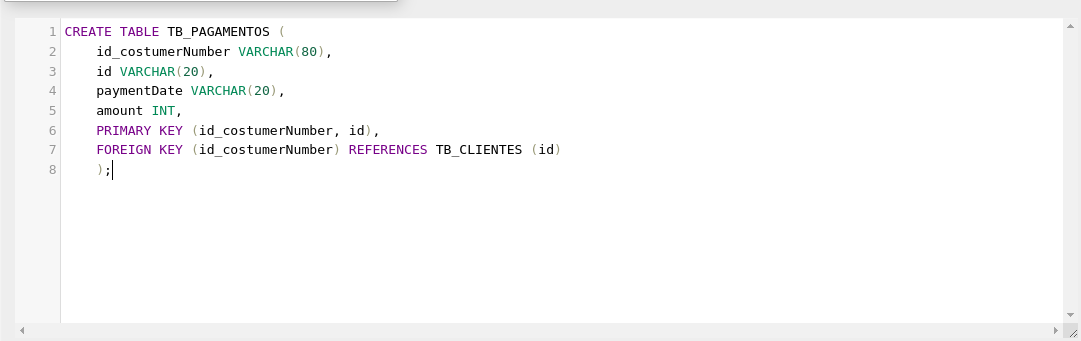 1 CREATE TABLE TB_PAGAMENTOS (
2 id_costumerNumber VARCHAR(80),
3 id VARCHAR(20),
4 paymentDate VARCHAR(20),
5 amount INT,
6 PRIMARY KEY (id_costumerNumber, id),
7 FOREIGN KEY (id_costumerNumber) REFERENCES TB_CLIENTES (id)
8 );